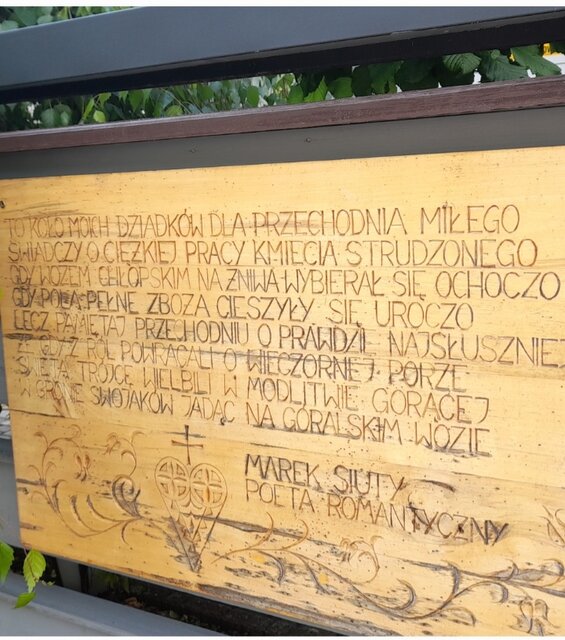 TO KOŁO MOICH DZIADKÓW DLA PRZECHODNIA MIŁEGO
ŚWIADCZY O CIĘŻKIEJ PRACY KMIECIA STRUDZONEGO
GDY WOZEM CHŁOPSKIM NA ŻNIWA WYBIERAŁ SIĘ OCHOCZO
GDY POLA PEŁNE ZBOŻA CIESZYŁY SIĘ UROCZO
LECZ PAMIĘTAJ PRZECHODNIU O PRAWDZIE NAJSŁUSZNIEJ
GDY Z RÓL POWRACALI O WIECZORNEJ PORZE
ŚWIĘTĄ TRÓJCĘ WIELBILI W MODLITWIE GORĄCEJ
W GRONIE SWOJAKÓW JADĄC NA GÓRALSKIM WOZIE
MAREK SIUTY
POETA ROMANTYCZNY